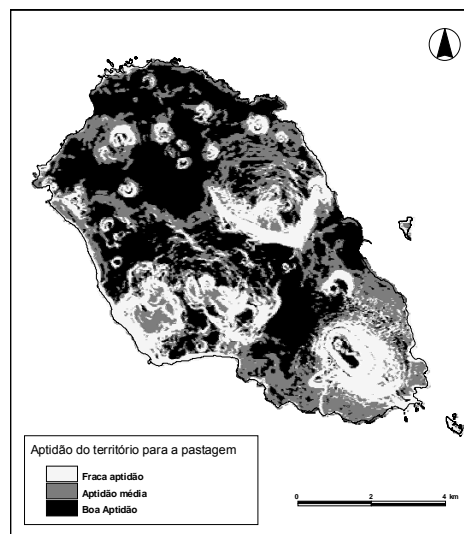 Aptidão do território para a pastagem
Fraca aptidão
Aptidão média
Boa Aptidão
0 2 4 km